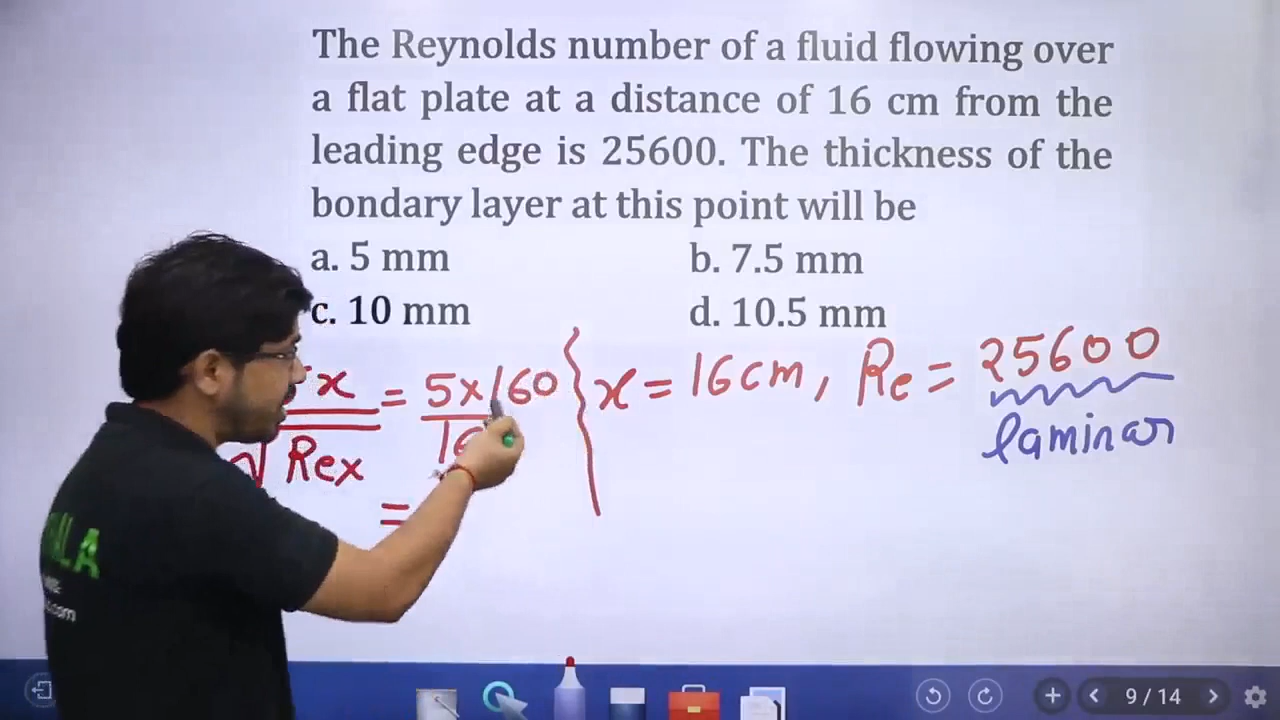 The Reynolds number of a fluid flowing over
a flat plate at a distance of 16 cm from the
leading edge is 25600. The thickness of the
bondary layer at this point will be
a. 5 mm
b. 7.5 mm
c. 10 mm
d. 10.5 mm
x = 5x160
√Rex
=
x = 16cm, Re = 25600
laminar
9 / 14